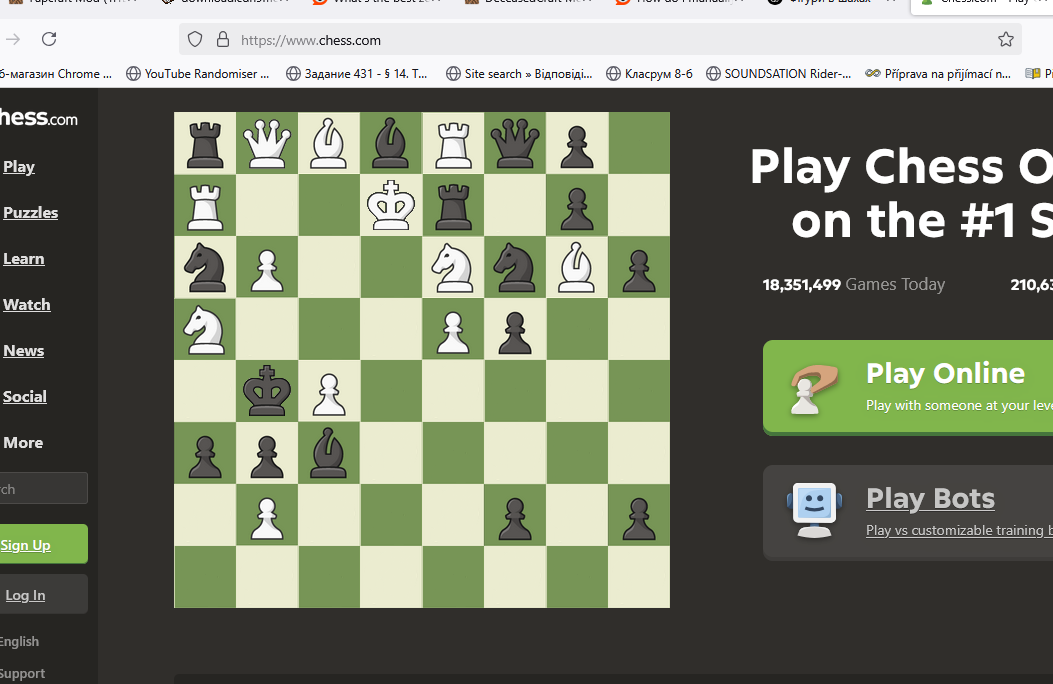 https://www.chess.com
б-магазин Chrome ...
YouTube Randomiser ...
Задание 431 - § 14. Т...
Site search » Відповіді...
Класрум 8-б
SOUNDSATION Rider-...
Příprava na přijímací n...
hess.com
Play
Puzzles
Learn
Watch
News
Social
More
rch
Sign Up
Log In
English
Support
Play Chess O
on the #1 S
18,351,499 Games Today
210,63
Play Online
Play with someone at your leve
Play Bots
Play vs customizable training b